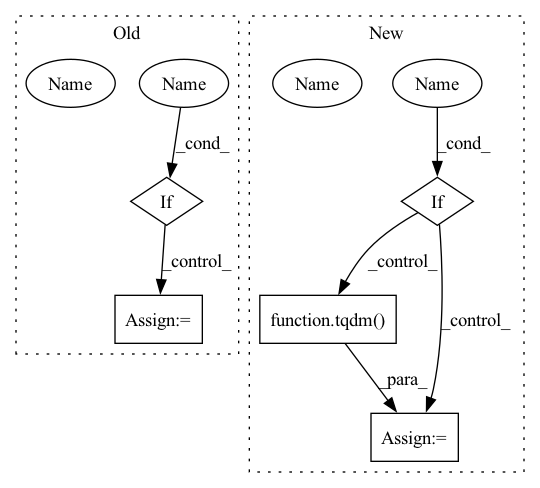 Old
New
Name
Name
Name
Name
_cond_
_cond_
If
If
_control_
_control_
_control_
Assign:=
function.tqdm()
_para_
Assign:=